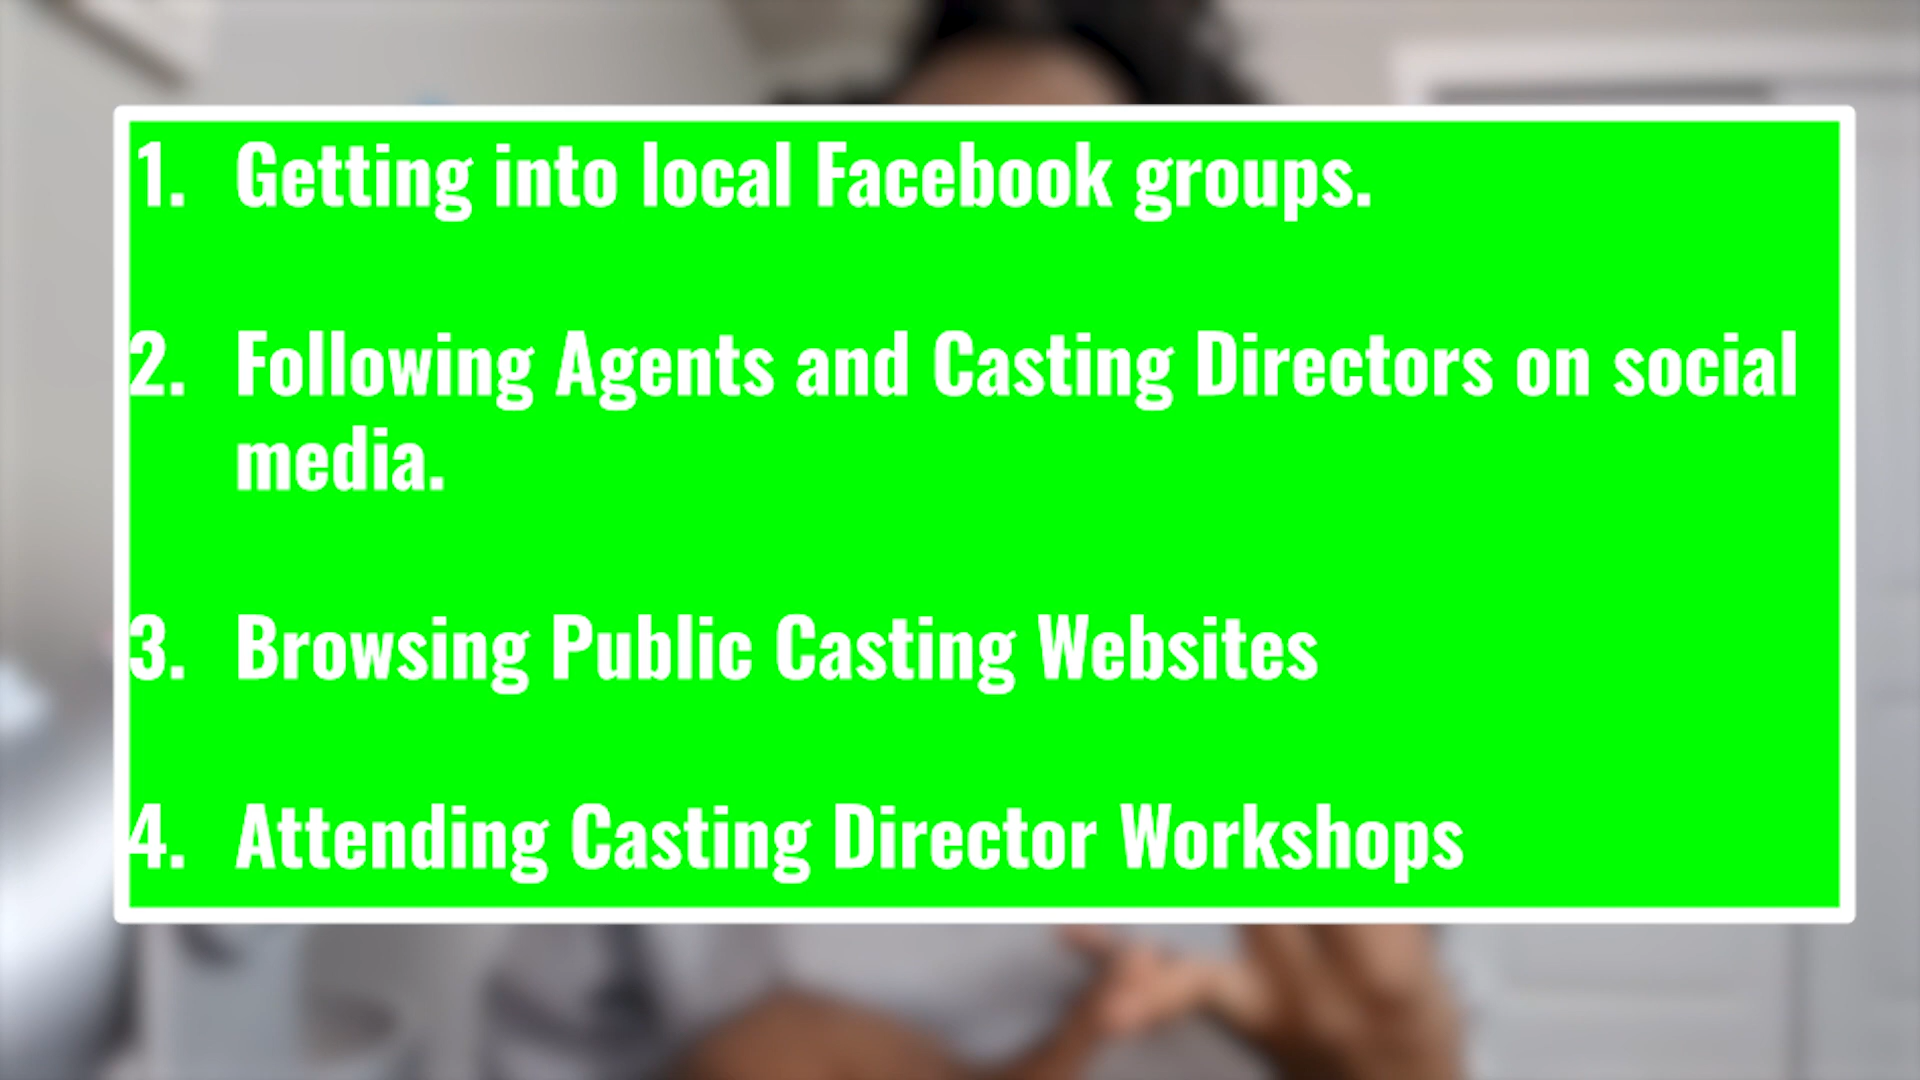 1. Getting into local Facebook groups.
2. Following Agents and Casting Directors on social
media.
3. Browsing Public Casting Websites
4. Attending Casting Director Workshops